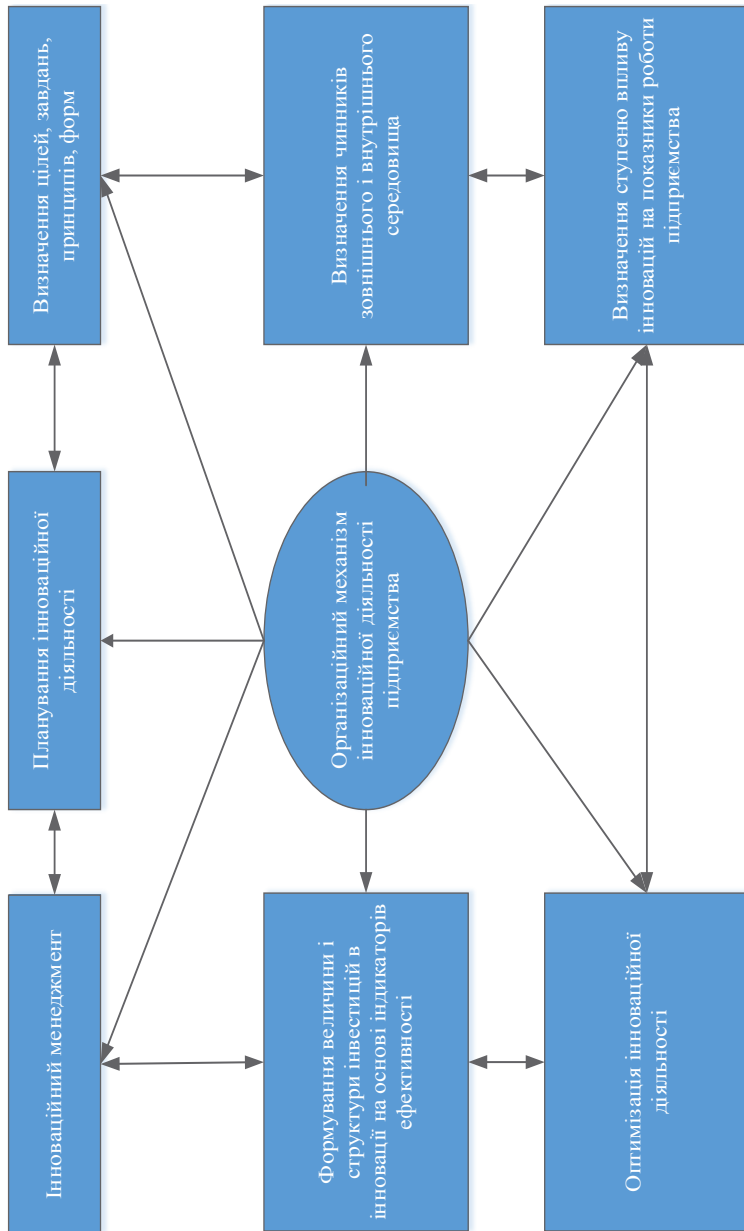 Інноваційний менеджмент
Планування інноваційної
діяльності
Визначення цілей, завдань,
принципів, форм
Формування величини і
структури інвестицій в
інновації на основі індикаторів
ефективності
Організаційний механізм
інноваційної діяльності
підприємства
Визначення чинників
зовнішнього і внутрішнього
середовища
Оптимізація інноваційної
діяльності
Визначення ступеню впливу
інновацій на показники роботи
підприємства